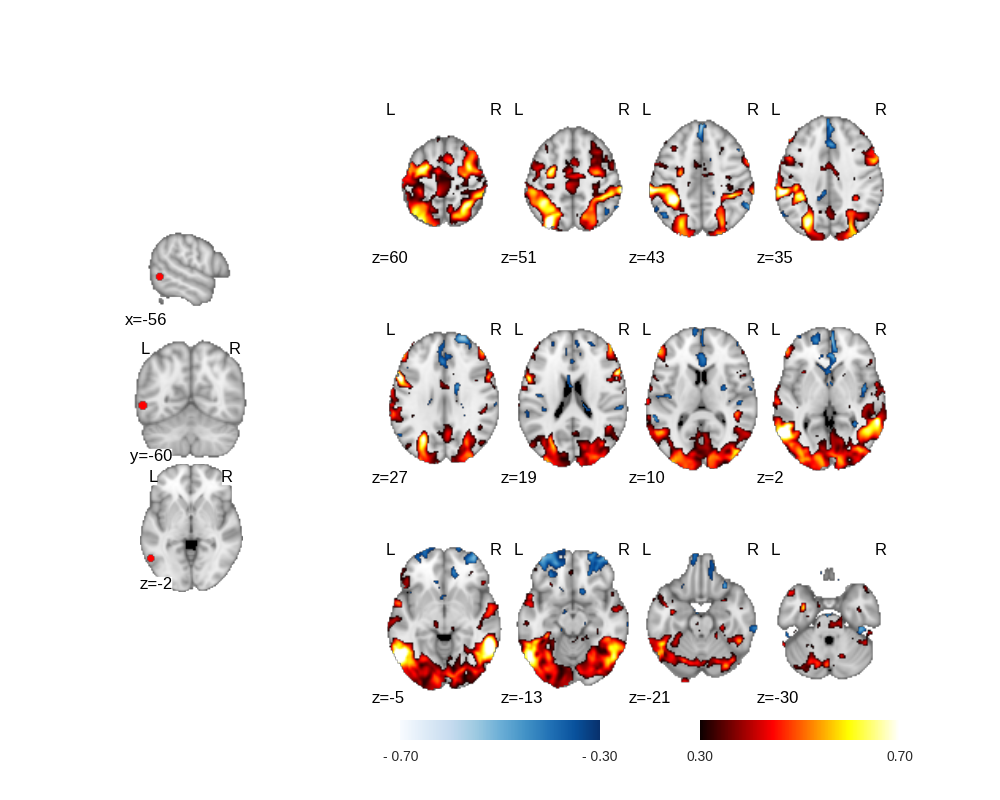 L R L R L R L R
z=60 z=51 z=43 z=35
x=-56
L R
y=-60
L R
z=-2
L R L R L R L R
z=27 z=19 z=10 z=2
L R L R L R L R
z=-5 z=-13 z=-21 z=-30
- 0.70 - 0.30 0.30 0.70